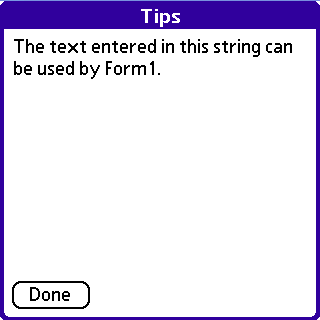 Tips
The text entered in this string can
be used by Form1.
Done